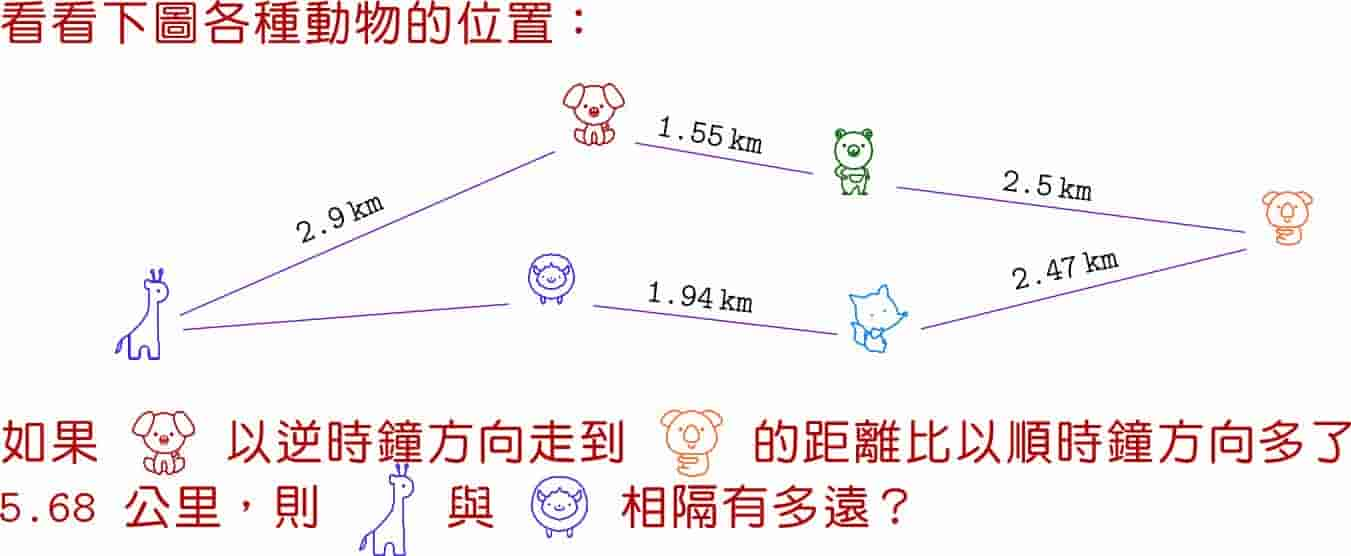 看看下圖各種動物的位置：
1.55 km
2.5 km
2.9 km
2.47 km
1.94 km
如果 以逆時鐘方向走到 的距離比以順時鐘方向多了
5.68 公里，則 與 相隔有多遠？